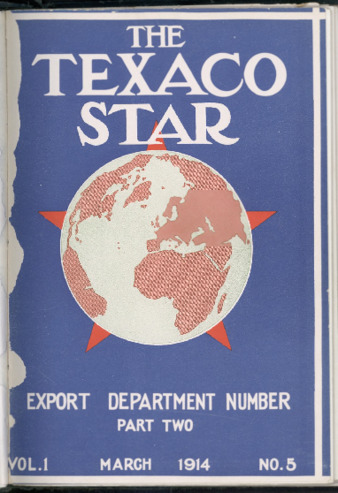 THE
TEXACO
STAR
EXPORT DEPARTMENT NUMBER
PART TWO
VOL.1 MARCH 1914 NO.5